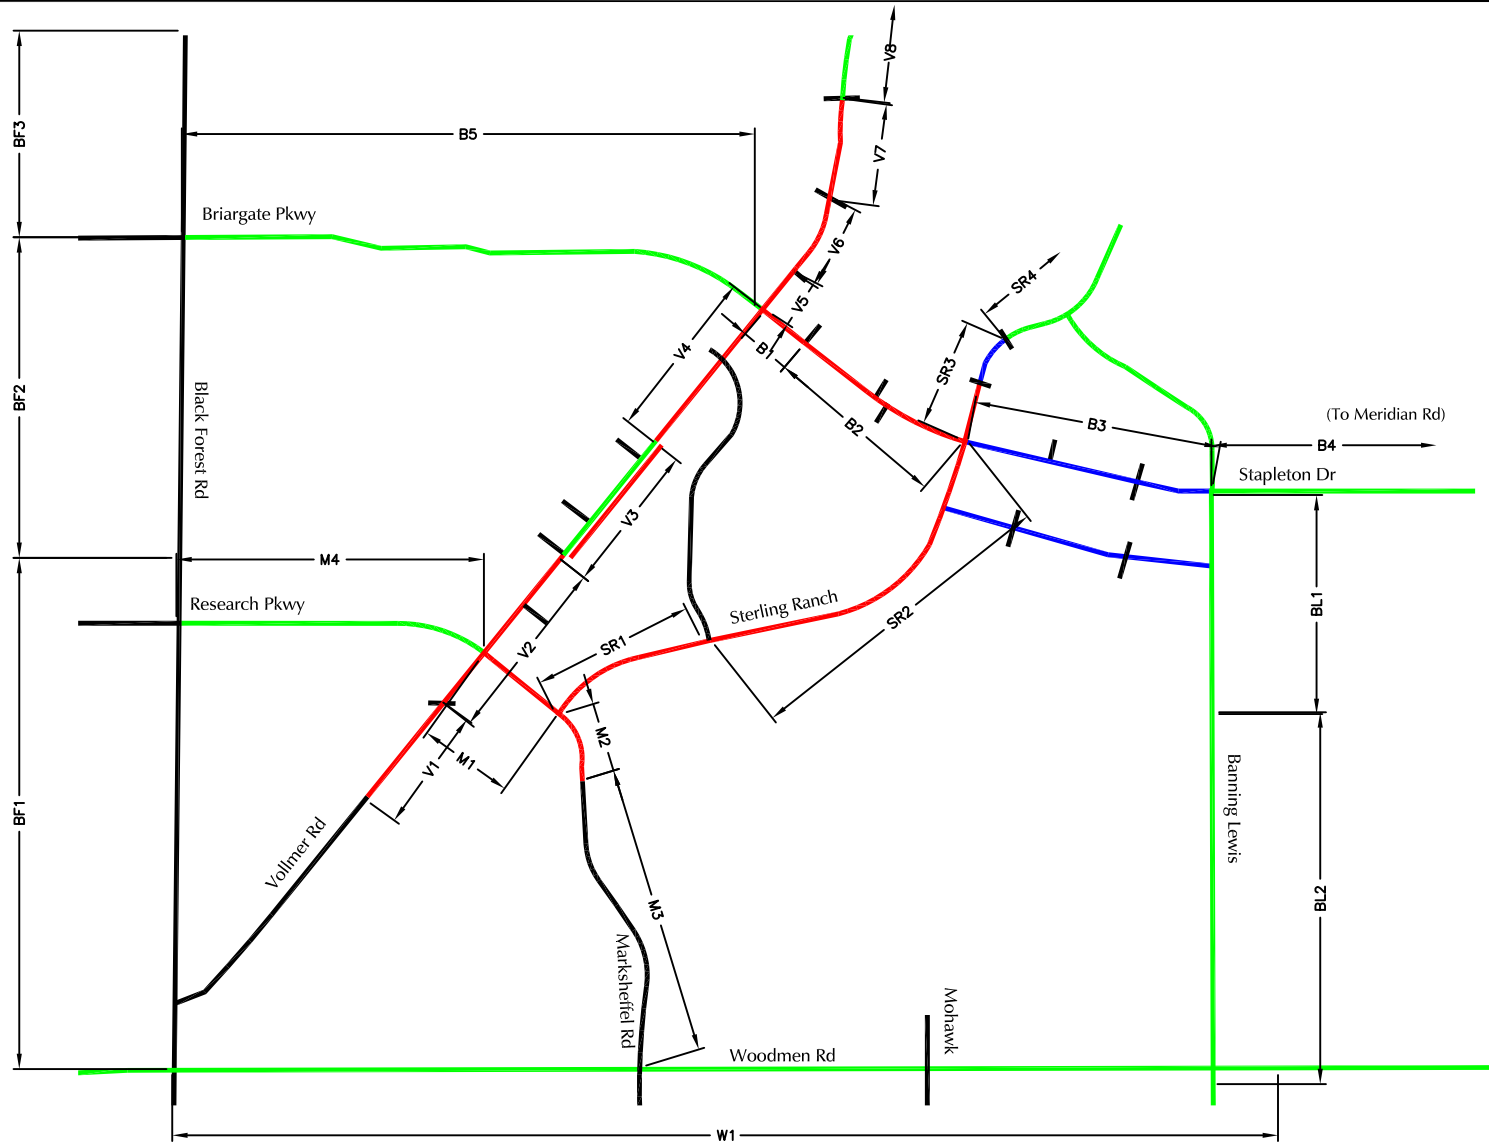 V8
BF3
B5
V7
Briargate Pkwy
V6
SR4
V5
V4
B1
SR3
BF2
Black Forest Rd
B2
B3
(To Meridian Rd)
B4
Stapleton Dr
V3
M4
BL1
Research Pkwy
Sterling Ranch
SR2
SR1
V2
M2
M1
V1
BF1
Banning Lewis
Vollmer Rd
BL2
M3
Marksheffel Rd
Mohawk
Woodmen Rd
W1